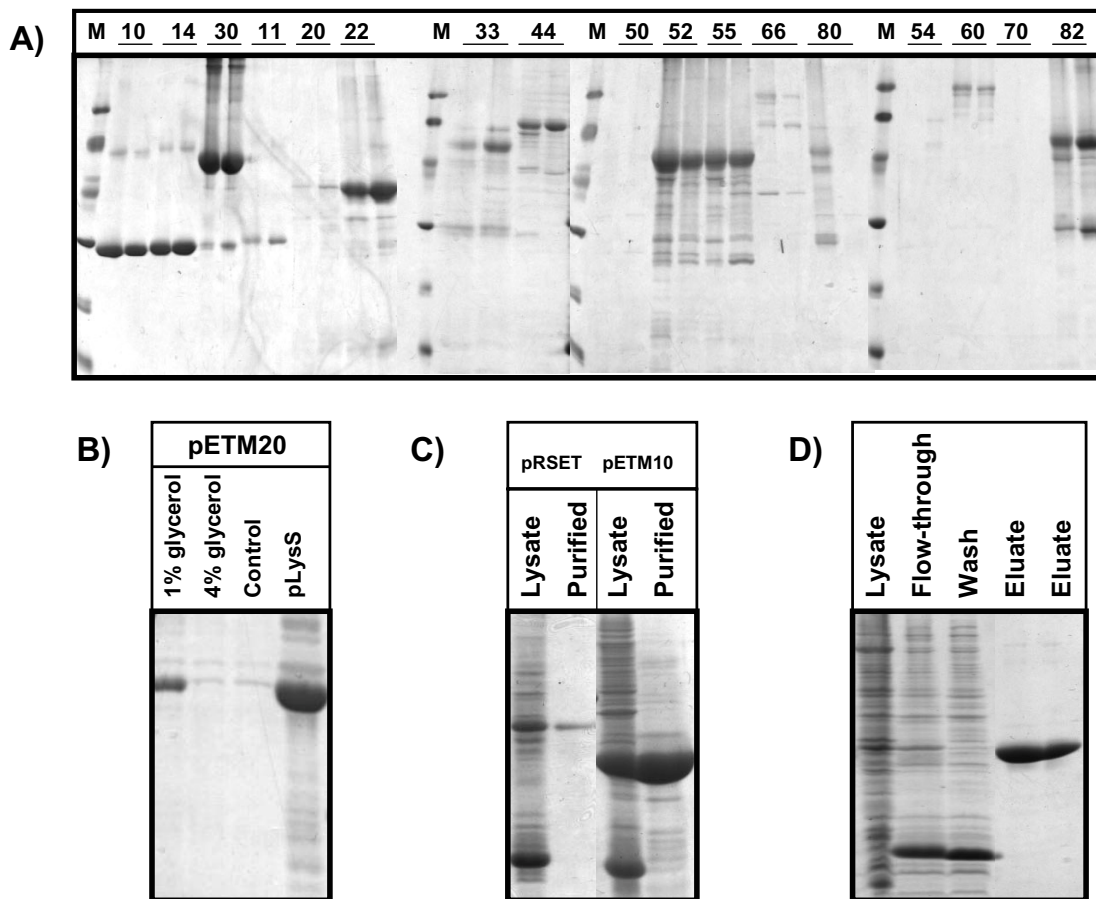 A)
M 10 14 30 11 20 22 M 33 44 M 50 52 55 66 80 M 54 60 70 82
B)
pETM20
1% glycerol
4% glycerol
Control
pLysS
C)
pRSET pETM10
Lysate
Purified
Lysate
Purified
D)
Lysate
Flow-through
Wash
Eluate
Eluate